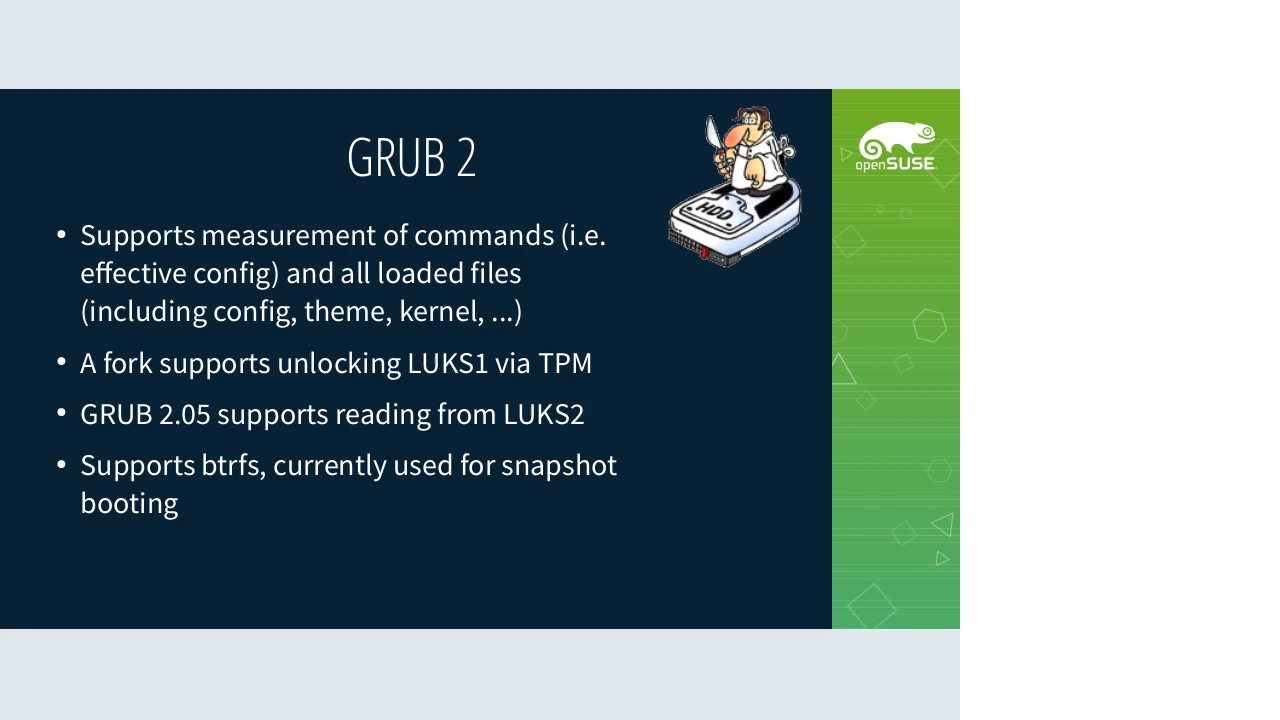 GRUB 2
HDD
openSUSE
• Supports measurement of commands (i.e.
effective config) and all loaded files
(including config, theme, kernel, ...)
• A fork supports unlocking LUKS1 via TPM
• GRUB 2.05 supports reading from LUKS2
• Supports btrfs, currently used for snapshot
booting